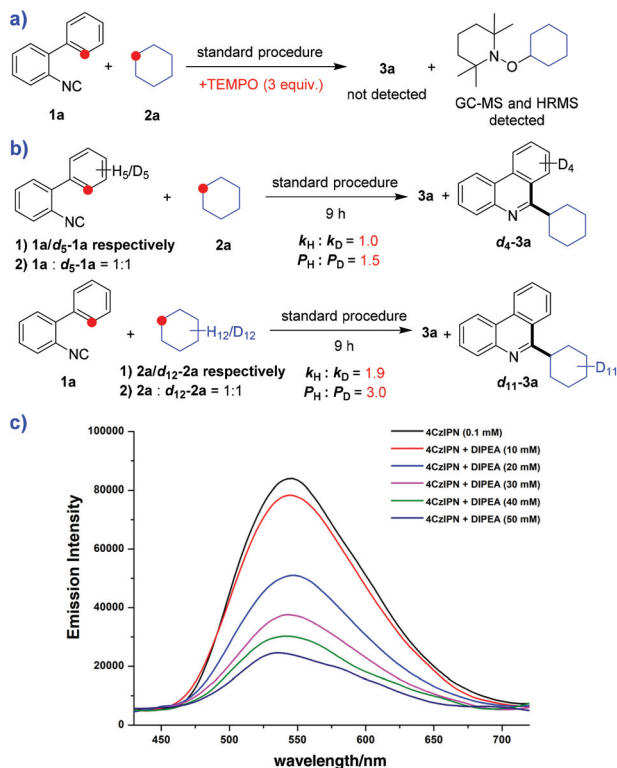 a)
NC
1a
+
2a
standard procedure
+TEMPO (3 equiv.)
3a
not detected
+
N
O
GC-MS and HRMS
detected
b)
H5/D5
NC
1) 1a/d5-1a respectively
2) 1a : d5-1a = 1:1
+
2a
standard procedure
9 h
kH : kD = 1.0
PH : PD = 1.5
3a +
D4
N
d4-3a
NC
1a
+
H12/D12
1) 2a/d12-2a respectively
2) 2a : d12-2a = 1:1
standard procedure
9 h
kH : kD = 1.9
PH : PD = 3.0
3a +
N
D11
d11-3a
c)
Emission Intensity
100000
80000
60000
40000
20000
0
450
500
550
600
650
700
wavelength/nm
4CzIPN (0.1 mM)
4CzIPN + DIPEA (10 mM)
4CzIPN + DIPEA (20 mM)
4CzIPN + DIPEA (30 mM)
4CzIPN + DIPEA (40 mM)
4CzIPN + DIPEA (50 mM)